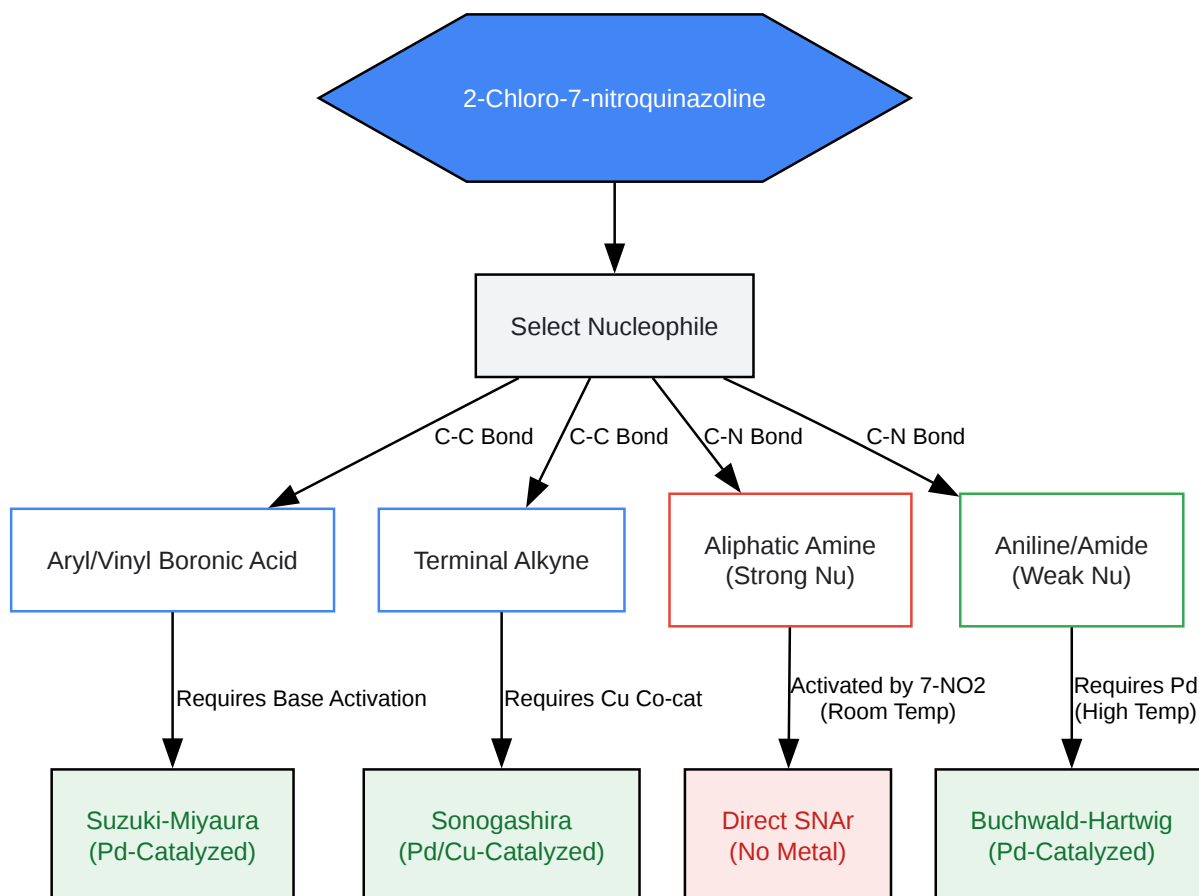 2-Chloro-7-nitroquinazoline
Select Nucleophile
C-C Bond
C-C Bond
C-N Bond
C-N Bond
Aryl/Vinyl Boronic Acid
Terminal Alkyne
Aliphatic Amine
(Strong Nu)
Aniline/Amide
(Weak Nu)
Requires Base Activation
Requires Cu Co-cat
Activated by 7-NO2
(Room Temp)
Requires Pd
(High Temp)
Suzuki-Miyaura
(Pd-Catalyzed)
Sonogashira
(Pd/Cu-Catalyzed)
Direct SNAr
(No Metal)
Buchwald-Hartwig
(Pd-Catalyzed)